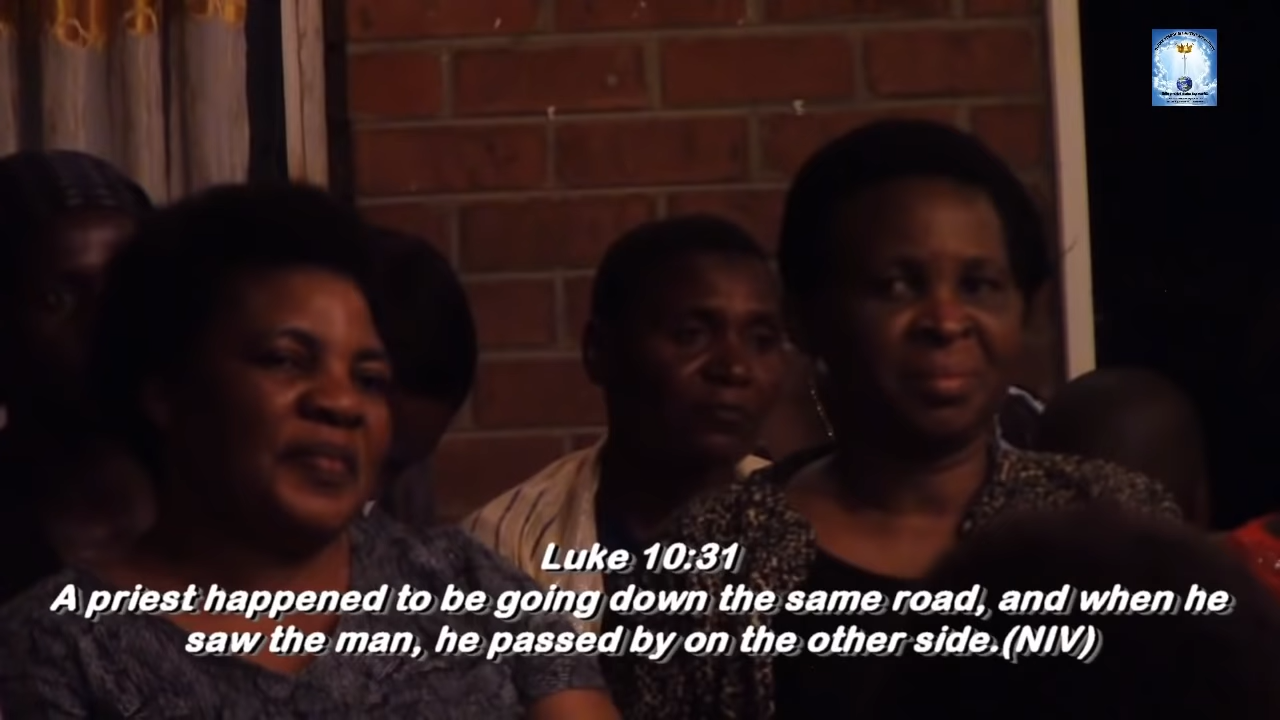 Luke 10:31
A priest happened to be going down the same road, and when he
saw the man, he passed by on the other side.(NIV)